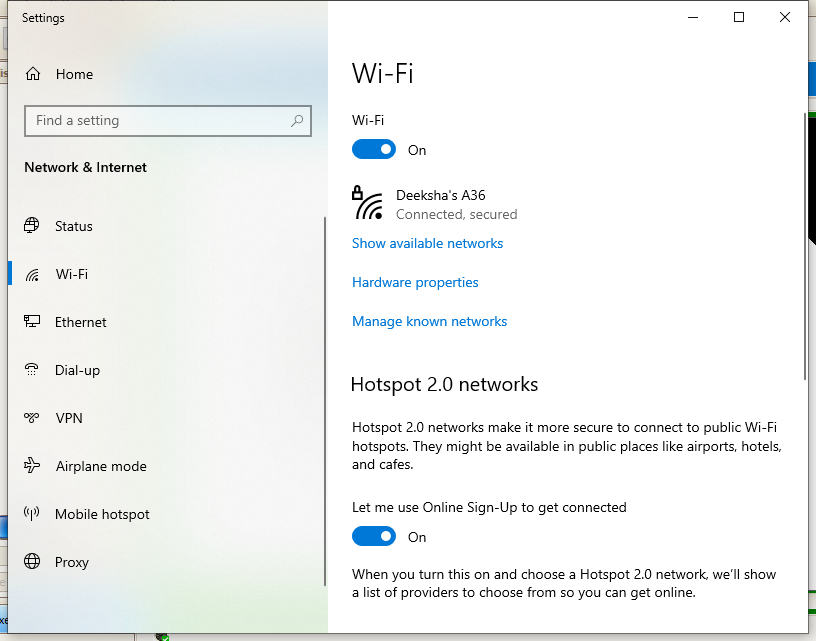 Settings
Home
Find a setting
Network & Internet
Status
Wi-Fi
Ethernet
Dial-up
VPN
Airplane mode
Mobile hotspot
Proxy
Wi-Fi
Wi-Fi
On
Deeksha's A36
Connected, secured
Show available networks
Hardware properties
Manage known networks
Hotspot 2.0 networks
Hotspot 2.0 networks make it more secure to connect to public Wi-Fi
hotspots. They might be available in public places like airports, hotels,
and cafes.
Let me use Online Sign-Up to get connected
On
When you turn this on and choose a Hotspot 2.0 network, we'll show
a list of providers to choose from so you can get online.